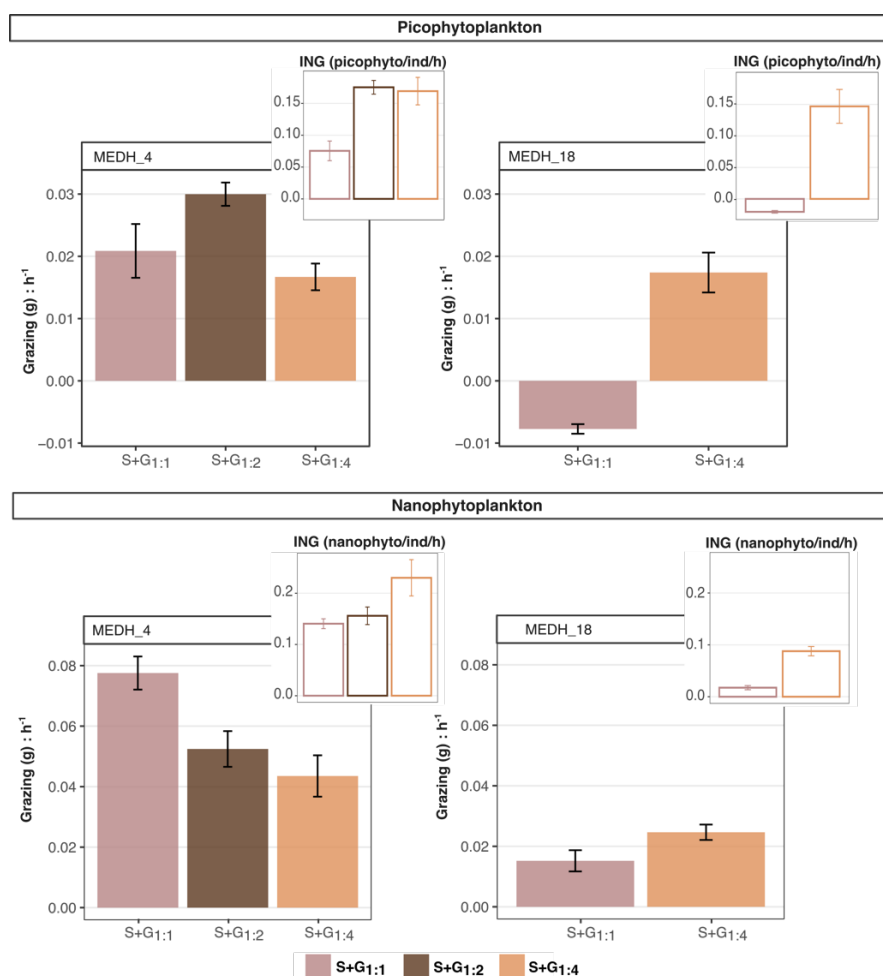 Picophytoplankton
ING (picophyto/ind/h)
0.15
0.10
0.05
0.0
MEDH_4
0.03
0.02
0.01
0.00
−0.01
Grazing (g) : h⁻¹
S+G1:1
S+G1:2
S+G1:4
ING (picophyto/ind/h)
0.15
0.10
0.05
0.0
MEDH_18
0.03
0.02
0.01
0.00
−0.01
Grazing (g) : h⁻¹
S+G1:1
S+G1:4
Nanophytoplankton
ING (nanophyto/ind/h)
0.2
0.1
0.0
MEDH_4
0.08
0.06
0.04
0.02
0.00
Grazing (g) : h⁻¹
S+G1:1
S+G1:2
S+G1:4
ING (nanophyto/ind/h)
0.2
0.1
0.0
MEDH_18
0.08
0.06
0.04
0.02
0.00
Grazing (g) : h⁻¹
S+G1:1
S+G1:4
S+G1:1 S+G1:2 S+G1:4